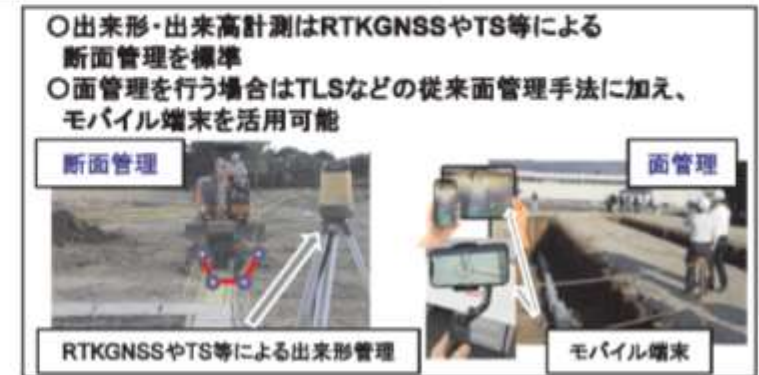 ○出来形・出来高計測はRTKGNSSやTS等による
断面管理を標準
○面管理を行う場合はTLSなどの従来面管理手法に加え、
モバイル端末を活用可能
断面管理
面管理
RTKGNSSやTS等による出来形管理
モバイル端末